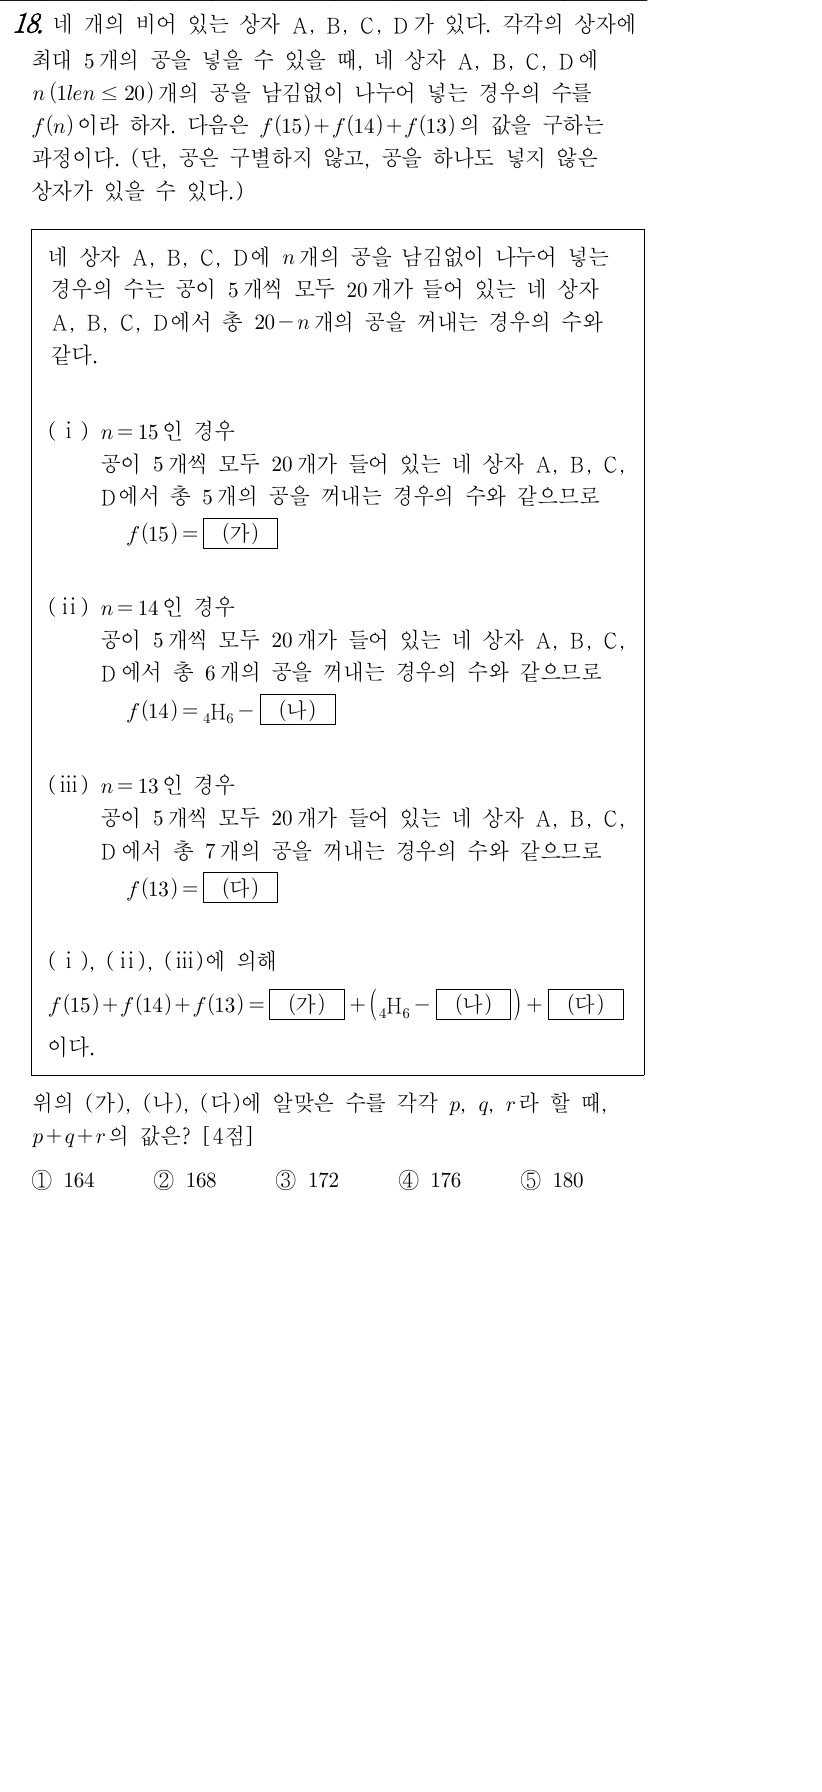 18. 네 개의 비어 있는 상자 A, B, C, D가 있다. 각각의 상자에
최대 5개의 공을 넣을 수 있을 때, 네 상자 A, B, C, D에
n(1len ≤ 20)개의 공을 남김없이 나누어 넣는 경우의 수를
f(n)이라 하자. 다음은 f(15)+f(14)+f(13)의 값을 구하는
과정이다. (단, 공은 구별하지 않고, 공을 하나도 넣지 않은
상자가 있을 수 있다.)
네 상자 A, B, C, D에 n개의 공을 남김없이 나누어 넣는
경우의 수는 공이 5개씩 모두 20개가 들어 있는 네 상자
A, B, C, D에서 총 20-n개의 공을 꺼내는 경우의 수와
같다.
(ⅰ) n=15인 경우
공이 5개씩 모두 20개가 들어 있는 네 상자 A, B, C,
D에서 총 5개의 공을 꺼내는 경우의 수와 같으므로
f(15)= (가)
(ⅱ) n=14인 경우
공이 5개씩 모두 20개가 들어 있는 네 상자 A, B, C,
D에서 총 6개의 공을 꺼내는 경우의 수와 같으므로
f(14)= ₄H₆- (나)
(ⅲ) n=13인 경우
공이 5개씩 모두 20개가 들어 있는 네 상자 A, B, C,
D에서 총 7개의 공을 꺼내는 경우의 수와 같으므로
f(13)= (다)
(ⅰ), (ⅱ), (ⅲ)에 의해
f(15)+f(14)+f(13)= (가) +(₄H₆- (나) )+ (다)
이다.
위의 (가), (나), (다)에 알맞은 수를 각각 p, q, r라 할 때,
p+q+r의 값은? [4점]
① 164 ② 168 ③ 172 ④ 176 ⑤ 180